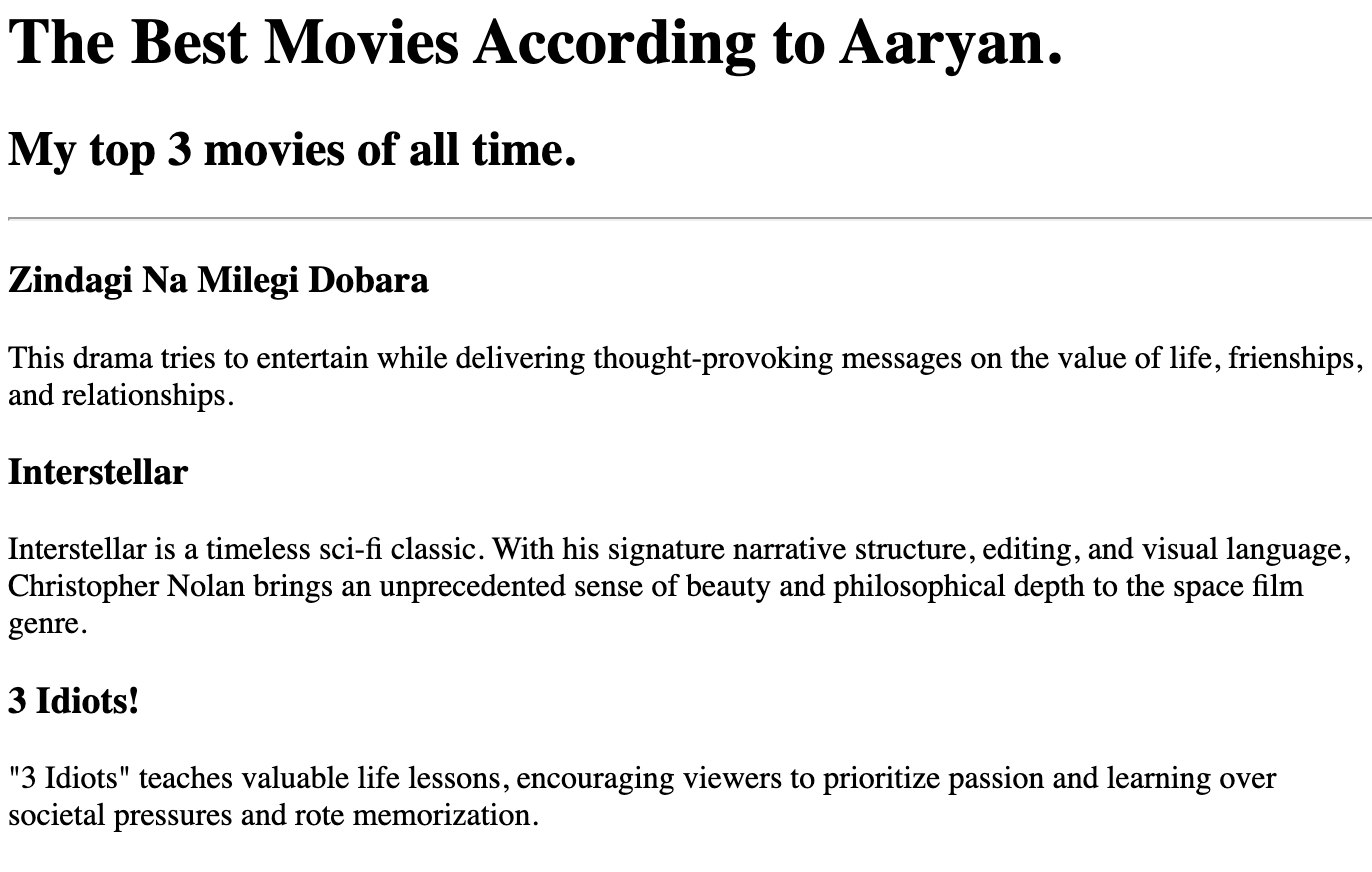 The Best Movies According to Aaryan.
My top 3 movies of all time.
Zindagi Na Milegi Dobara
This drama tries to entertain while delivering thought-provoking messages on the value of life, frienships,
and relationships.
Interstellar
Interstellar is a timeless sci-fi classic. With his signature narrative structure, editing, and visual language,
Christopher Nolan brings an unprecedented sense of beauty and philosophical depth to the space film
genre.
3 Idiots!
"3 Idiots" teaches valuable life lessons, encouraging viewers to prioritize passion and learning over
societal pressures and rote memorization.